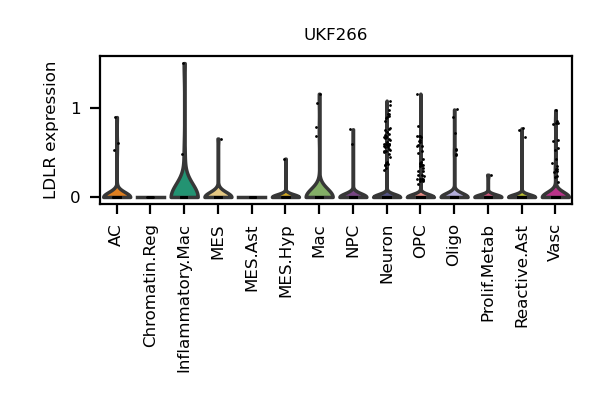 UKF266
LDLR expression
1
0
AC
Chromatin.Reg
Inflammatory.Mac
MES
MES.Ast
MES.Hyp
Mac
NPC
Neuron
OPC
Oligo
Prolif.Metab
Reactive.Ast
Vasc